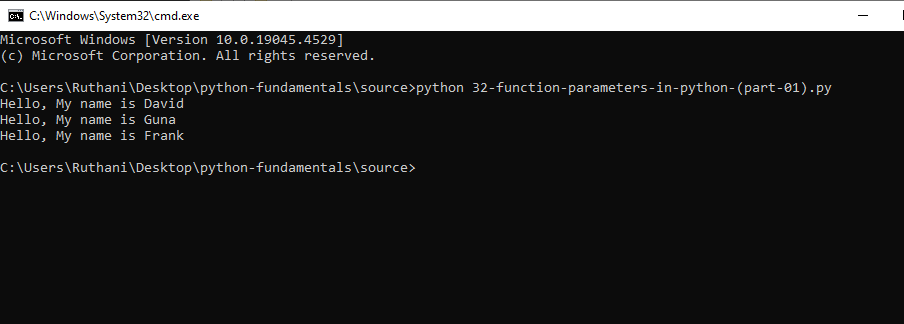 C:\Windows\System32\cmd.exe
Microsoft Windows [Version 10.0.19045.4529]
(c) Microsoft Corporation. All rights reserved.
C:\Users\Ruthani\Desktop\python-fundamentals\source>python 32-function-parameters-in-python-(part-01).py
Hello, My name is David
Hello, My name is Guna
Hello, My name is Frank
C:\Users\Ruthani\Desktop\python-fundamentals\source>